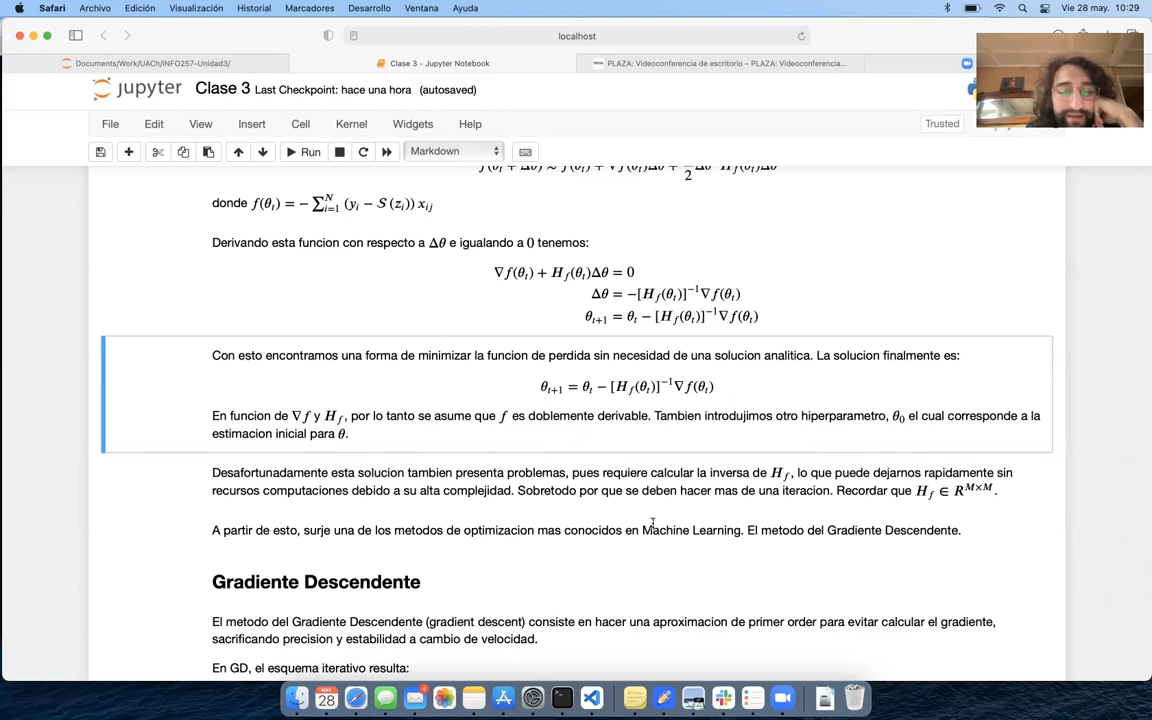 Safari Archivo Edición Visualización Historial Marcadores Desarrollo Ventana Ayuda Vie 28 may. 10:29
localhost
Documents/Work/UACh/INFO257-Unidad3/ Clase 3 - Jupyter Notebook PLAZA: Videoconferencia de escritorio – PLAZA: Videoconferencia...
jupyter Clase 3 Last Checkpoint: hace una hora (autosaved)
File Edit View Insert Cell Kernel Widgets Help Trusted
Run Markdown
donde f(θ_t) = − ∑_{i=1}^{N} (y_i − S (z_i)) x_{ij}
Derivando esta funcion con respecto a Δθ e igualando a 0 tenemos:
∇f(θ_t) + H_f(θ_t)Δθ = 0
Δθ = −[H_f(θ_t)]^{−1}∇f(θ_t)
θ_{t+1} = θ_t − [H_f(θ_t)]^{−1}∇f(θ_t)
Con esto encontramos una forma de minimizar la funcion de perdida sin necesidad de una solucion analitica. La solucion finalmente es:
θ_{t+1} = θ_t − [H_f(θ_t)]^{−1}∇f(θ_t)
En funcion de ∇f y H_f, por lo tanto se asume que f es doblemente derivable. Tambien introdujimos otro hiperparametro, θ_0 el cual corresponde a la
estimacion inicial para θ.
Desafortunadamente esta solucion tambien presenta problemas, pues requiere calcular la inversa de H_f, lo que puede dejarnos rapidamente sin
recursos computaciones debido a su alta complejidad. Sobretodo por que se deben hacer mas de una iteracion. Recordar que H_f ∈ R^{M×M}.
A partir de esto, surje una de los metodos de optimizacion mas conocidos en Machine Learning. El metodo del Gradiente Descendente.
Gradiente Descendente
El metodo del Gradiente Descendente (gradient descent) consiste en hacer una aproximacion de primer order para evitar calcular el gradiente,
sacrificando precision y estabilidad a cambio de velocidad.
En GD, el esquema iterativo resulta:
MAY.
28
4